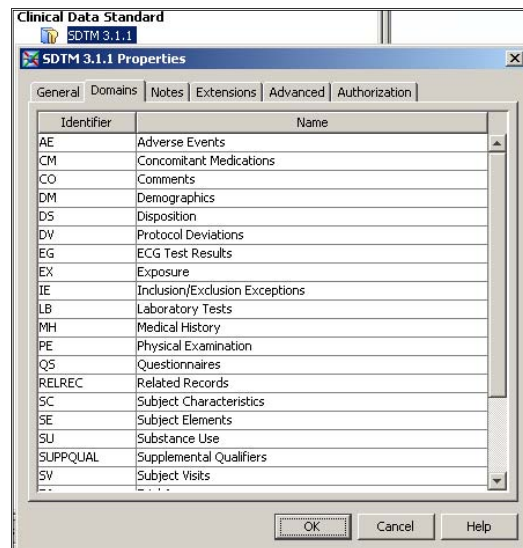 Clinical Data Standard
SDTM 3.1.1
SDTM 3.1.1 Properties
General Domains Notes Extensions Advanced Authorization
Identifier Name
AE Adverse Events
CM Concomitant Medications
CO Comments
DM Demographics
DS Disposition
DV Protocol Deviations
EG ECG Test Results
EX Exposure
IE Inclusion/Exclusion Exceptions
LB Laboratory Tests
MH Medical History
PE Physical Examination
QS Questionnaires
RELREC Related Records
SC Subject Characteristics
SE Subject Elements
SU Substance Use
SUPPQUAL Supplemental Qualifiers
SV Subject Visits
OK Cancel Help